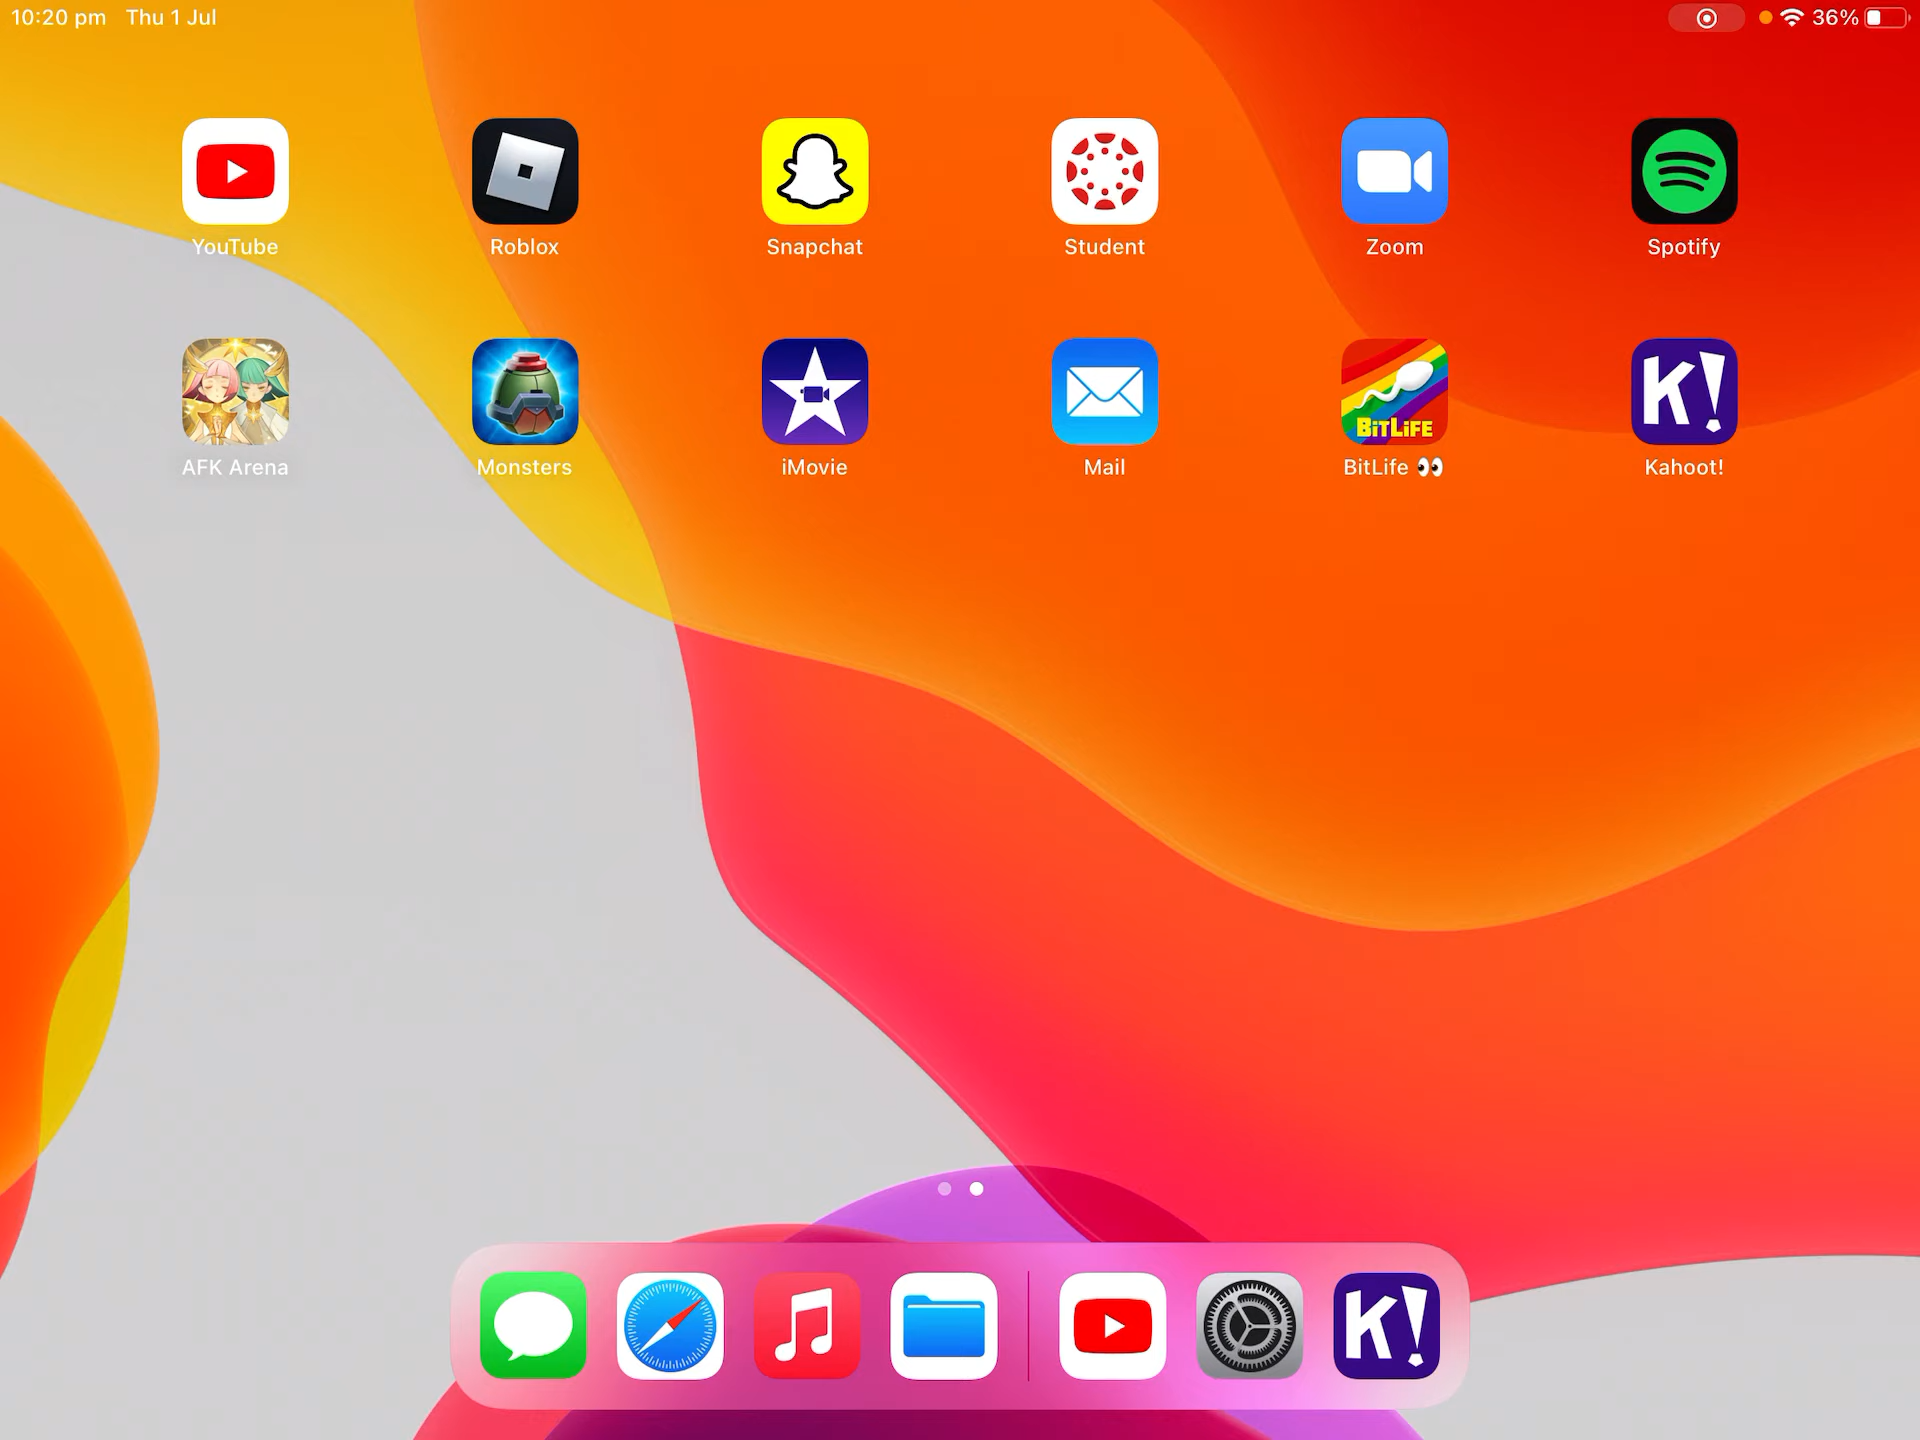 10:20 pm Thu 1 Jul 36%
YouTube Roblox Snapchat Student Zoom Spotify
BiTLiFE K!
AFK Arena Monsters iMovie Mail BitLife 👀 Kahoot!
K!